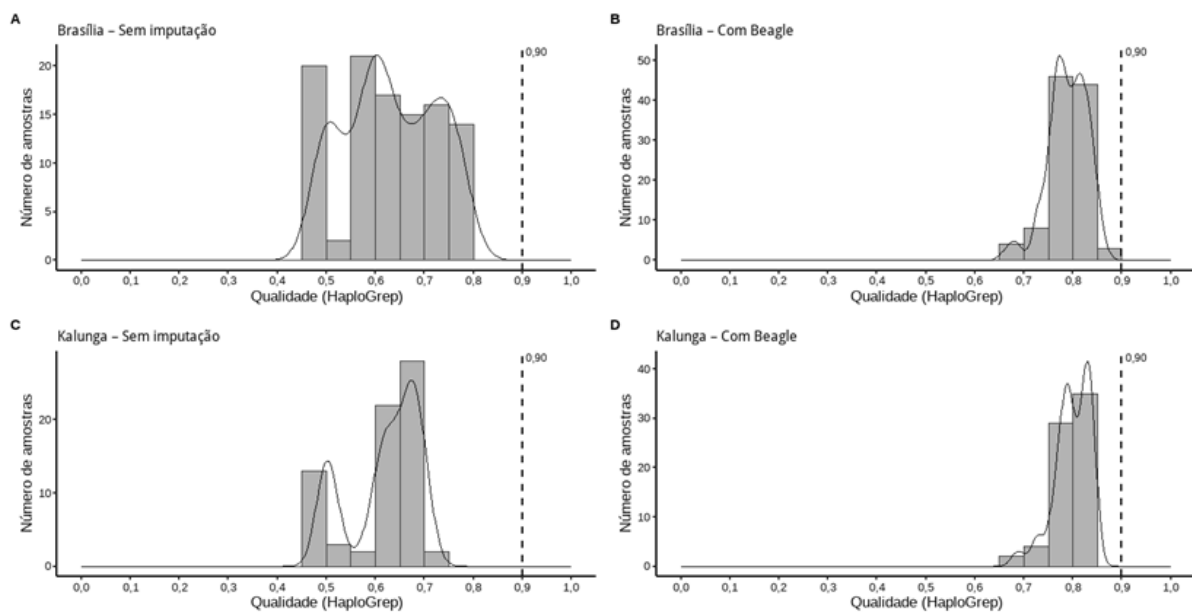 A
Brasília – Sem imputação
Número de amostras
20
15
10
5
0
0,90
0,0 0,1 0,2 0,3 0,4 0,5 0,6 0,7 0,8 0,9 1,0
Qualidade (HaploGrep)
B
Brasília – Com Beagle
Número de amostras
50
40
30
20
10
0
0,90
0,0 0,1 0,2 0,3 0,4 0,5 0,6 0,7 0,8 0,9 1,0
Qualidade (HaploGrep)
C
Kalunga – Sem imputação
Número de amostras
20
10
0
0,90
0,0 0,1 0,2 0,3 0,4 0,5 0,6 0,7 0,8 0,9 1,0
Qualidade (HaploGrep)
D
Kalunga – Com Beagle
Número de amostras
40
30
20
10
0
0,90
0,0 0,1 0,2 0,3 0,4 0,5 0,6 0,7 0,8 0,9 1,0
Qualidade (HaploGrep)